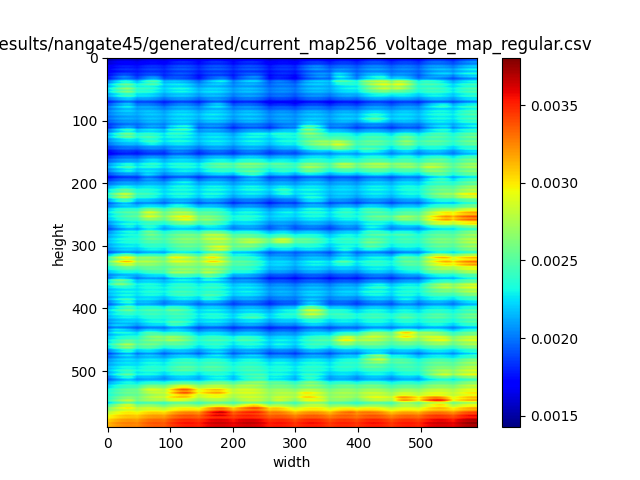 esults/nangate45/generated/current_map256_voltage_map_regular.csv
0
100
200
300
400
500
height
0 100 200 300 400 500
width
0.0035
0.0030
0.0025
0.0020
0.0015